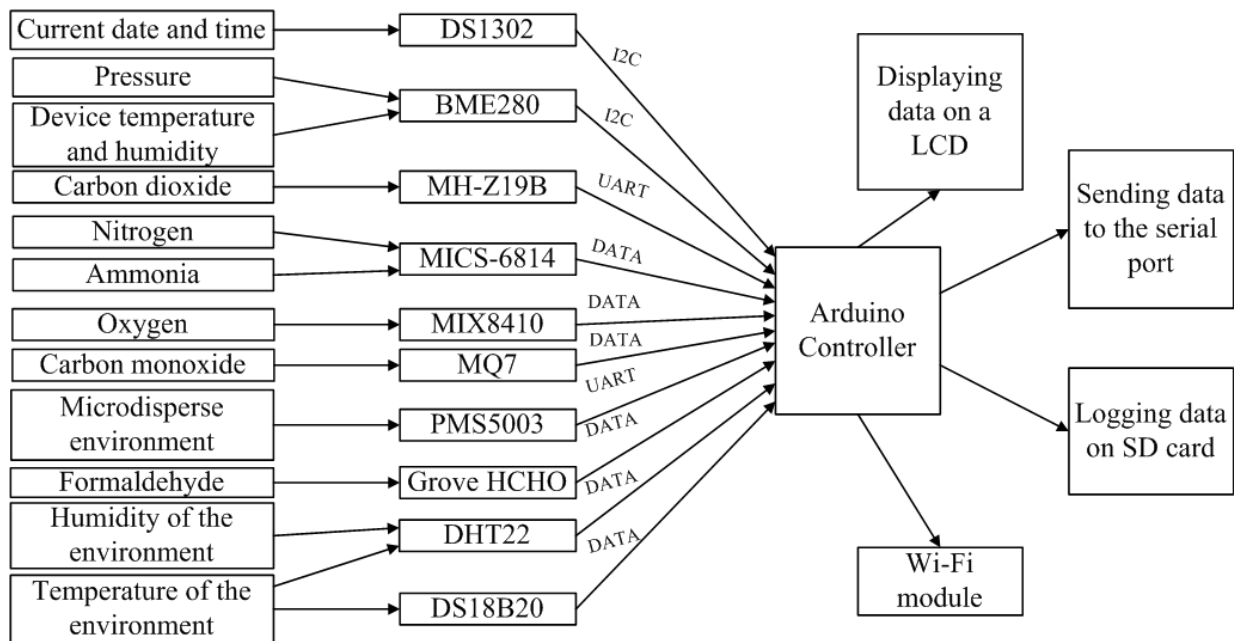 Current date and time
Pressure
Device temperature
and humidity
Carbon dioxide
Nitrogen
Ammonia
Oxygen
Carbon monoxide
Microdisperse
environment
Formaldehyde
Humidity of the
environment
Temperature of the
environment
DS1302
BME280
MH-Z19B
MICS-6814
MIX8410
MQ7
PMS5003
Grove HCHO
DHT22
DS18B20
I2C
I2C
UART
DATA
DATA
DATA
UART
DATA
DATA
DATA
Arduino
Controller
Displaying
data on a
LCD
Sending data
to the serial
port
Logging data
on SD card
Wi-Fi
module